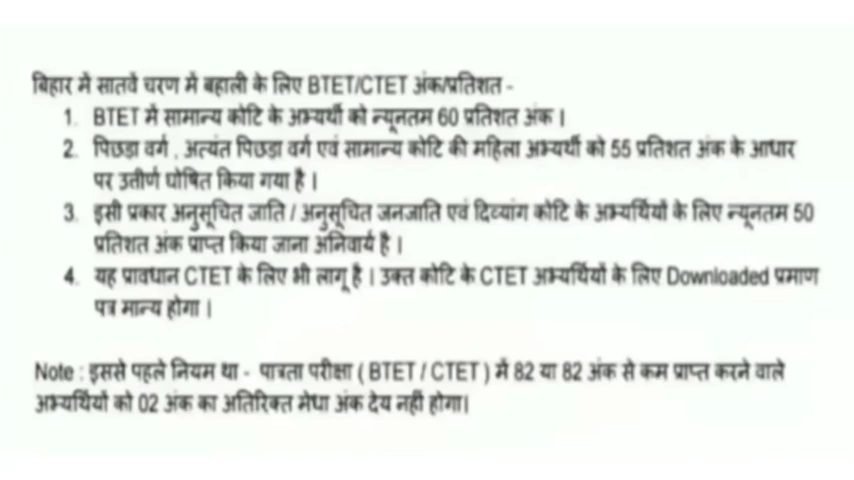 बिहार में सातवें चरण में बहाली के लिए BTET/CTET अंक/प्रतिशत -
1. BTET में सामान्य कोटि के अभ्यर्थी को न्यूनतम 60 प्रतिशत अंक ।
2. पिछड़ा वर्ग , अत्यंत पिछड़ा वर्ग एवं सामान्य कोटि की महिला अभ्यर्थी को 55 प्रतिशत अंक के आधार
पर उतीर्ण घोषित किया गया है ।
3. इसी प्रकार अनुसूचित जाति / अनुसूचित जनजाति एवं दिव्यांग कोटि के अभ्यर्थियों के लिए न्यूनतम 50
प्रतिशत अंक प्राप्त किया जाना अनिवार्य है ।
4. यह प्रावधान CTET के लिए भी लागू है । उक्त कोटि के CTET अभ्यर्थियों के लिए Downloaded प्रमाण
पत्र मान्य होगा ।
Note : इससे पहले नियम था - पात्रता परीक्षा ( BTET / CTET ) में 82 या 82 अंक से कम प्राप्त करने वाले
अभ्यर्थियों को 02 अंक का अतिरिक्त मेधा अंक देय नहीं होगा।